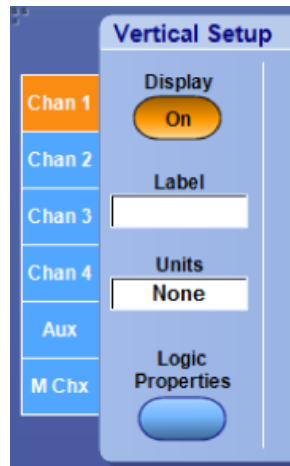 Vertical Setup
Chan 1
Chan 2
Chan 3
Chan 4
Aux
M Chx
Display
On
Label
Units
None
Logic
Properties